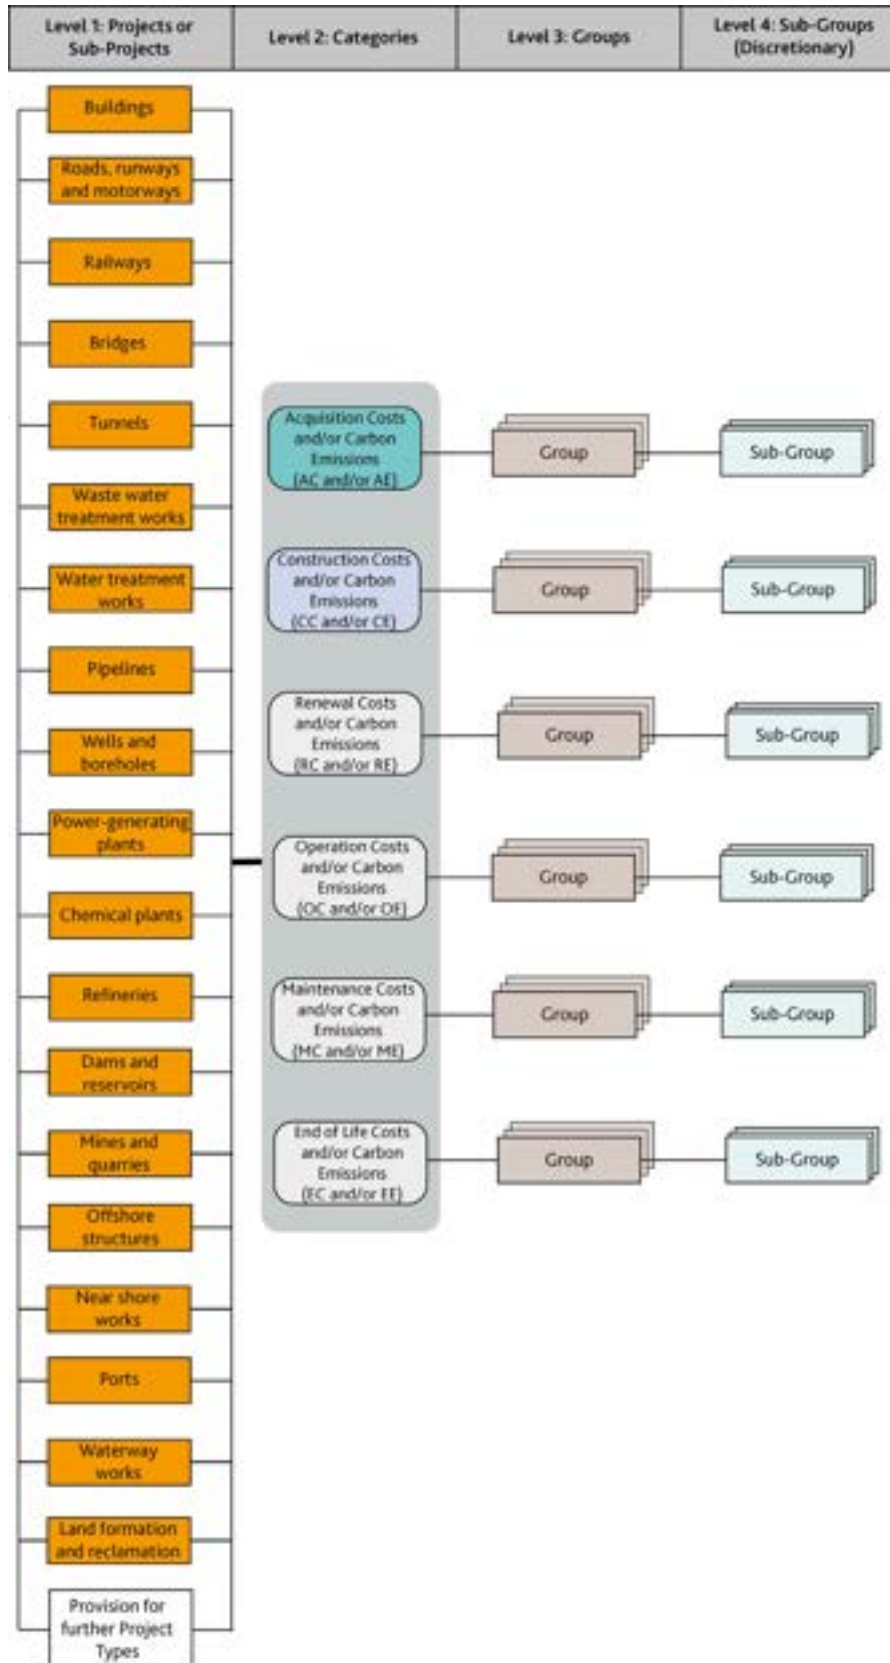 Level 1: Projects or
Sub-Projects
Level 2: Categories
Level 3: Groups
Level 4: Sub-Groups
(Discretionary)
Buildings
Roads, runways
and motorways
Railways
Bridges
Tunnels
Waste water
treatment works
Water treatment
works
Pipelines
Wells and
boreholes
Power-generating
plants
Chemical plants
Refineries
Dams and
reservoirs
Mines and
quarries
Offshore
structures
Near shore
works
Ports
Waterway
works
Land formation
and reclamation
Provision for
further Project
Types
Acquisition Costs
and/or Carbon
Emissions
(AC and/or AE)
Group
Sub-Group
Construction Costs
and/or Carbon
Emissions
(CC and/or CE)
Group
Sub-Group
Renewal Costs
and/or Carbon
Emissions
(RC and/or RE)
Group
Sub-Group
Operation Costs
and/or Carbon
Emissions
(OC and/or OE)
Group
Sub-Group
Maintenance Costs
and/or Carbon
Emissions
(MC and/or ME)
Group
Sub-Group
End of Life Costs
and/or Carbon
Emissions
(EC and/or EE)
Group
Sub-Group